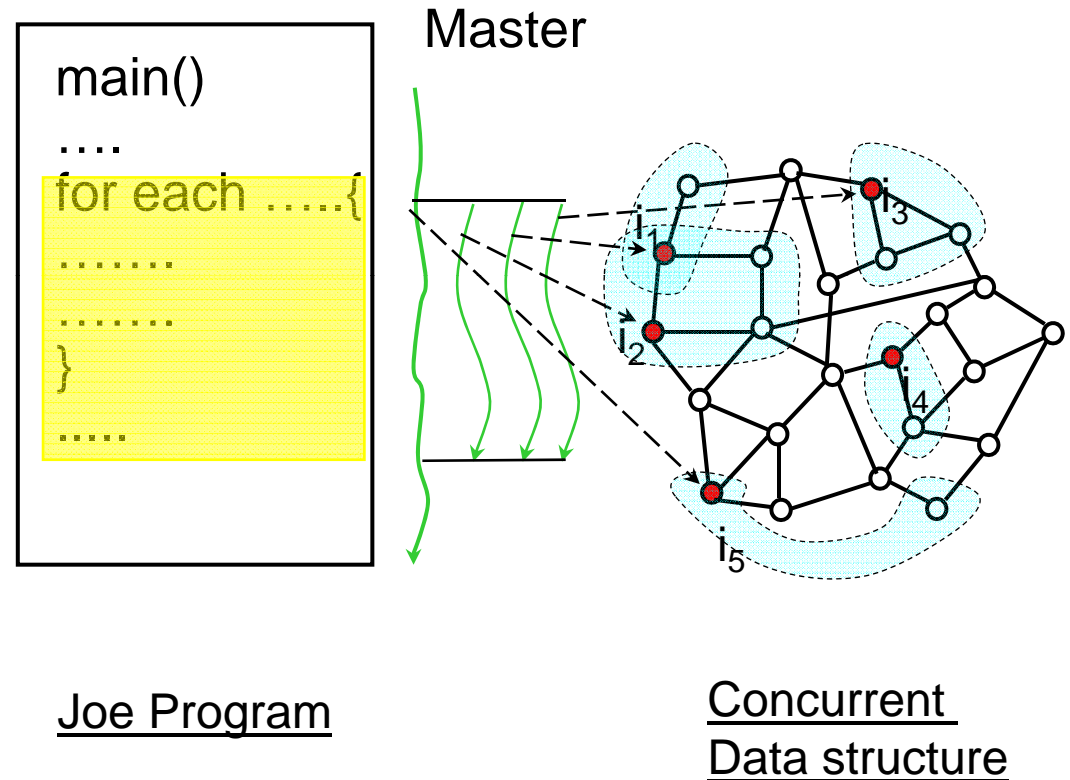 Master
main()
….
for each …..{
…….
…….
}
…..
i1
i2
i3
i4
i5
Joe Program
Concurrent
Data structure